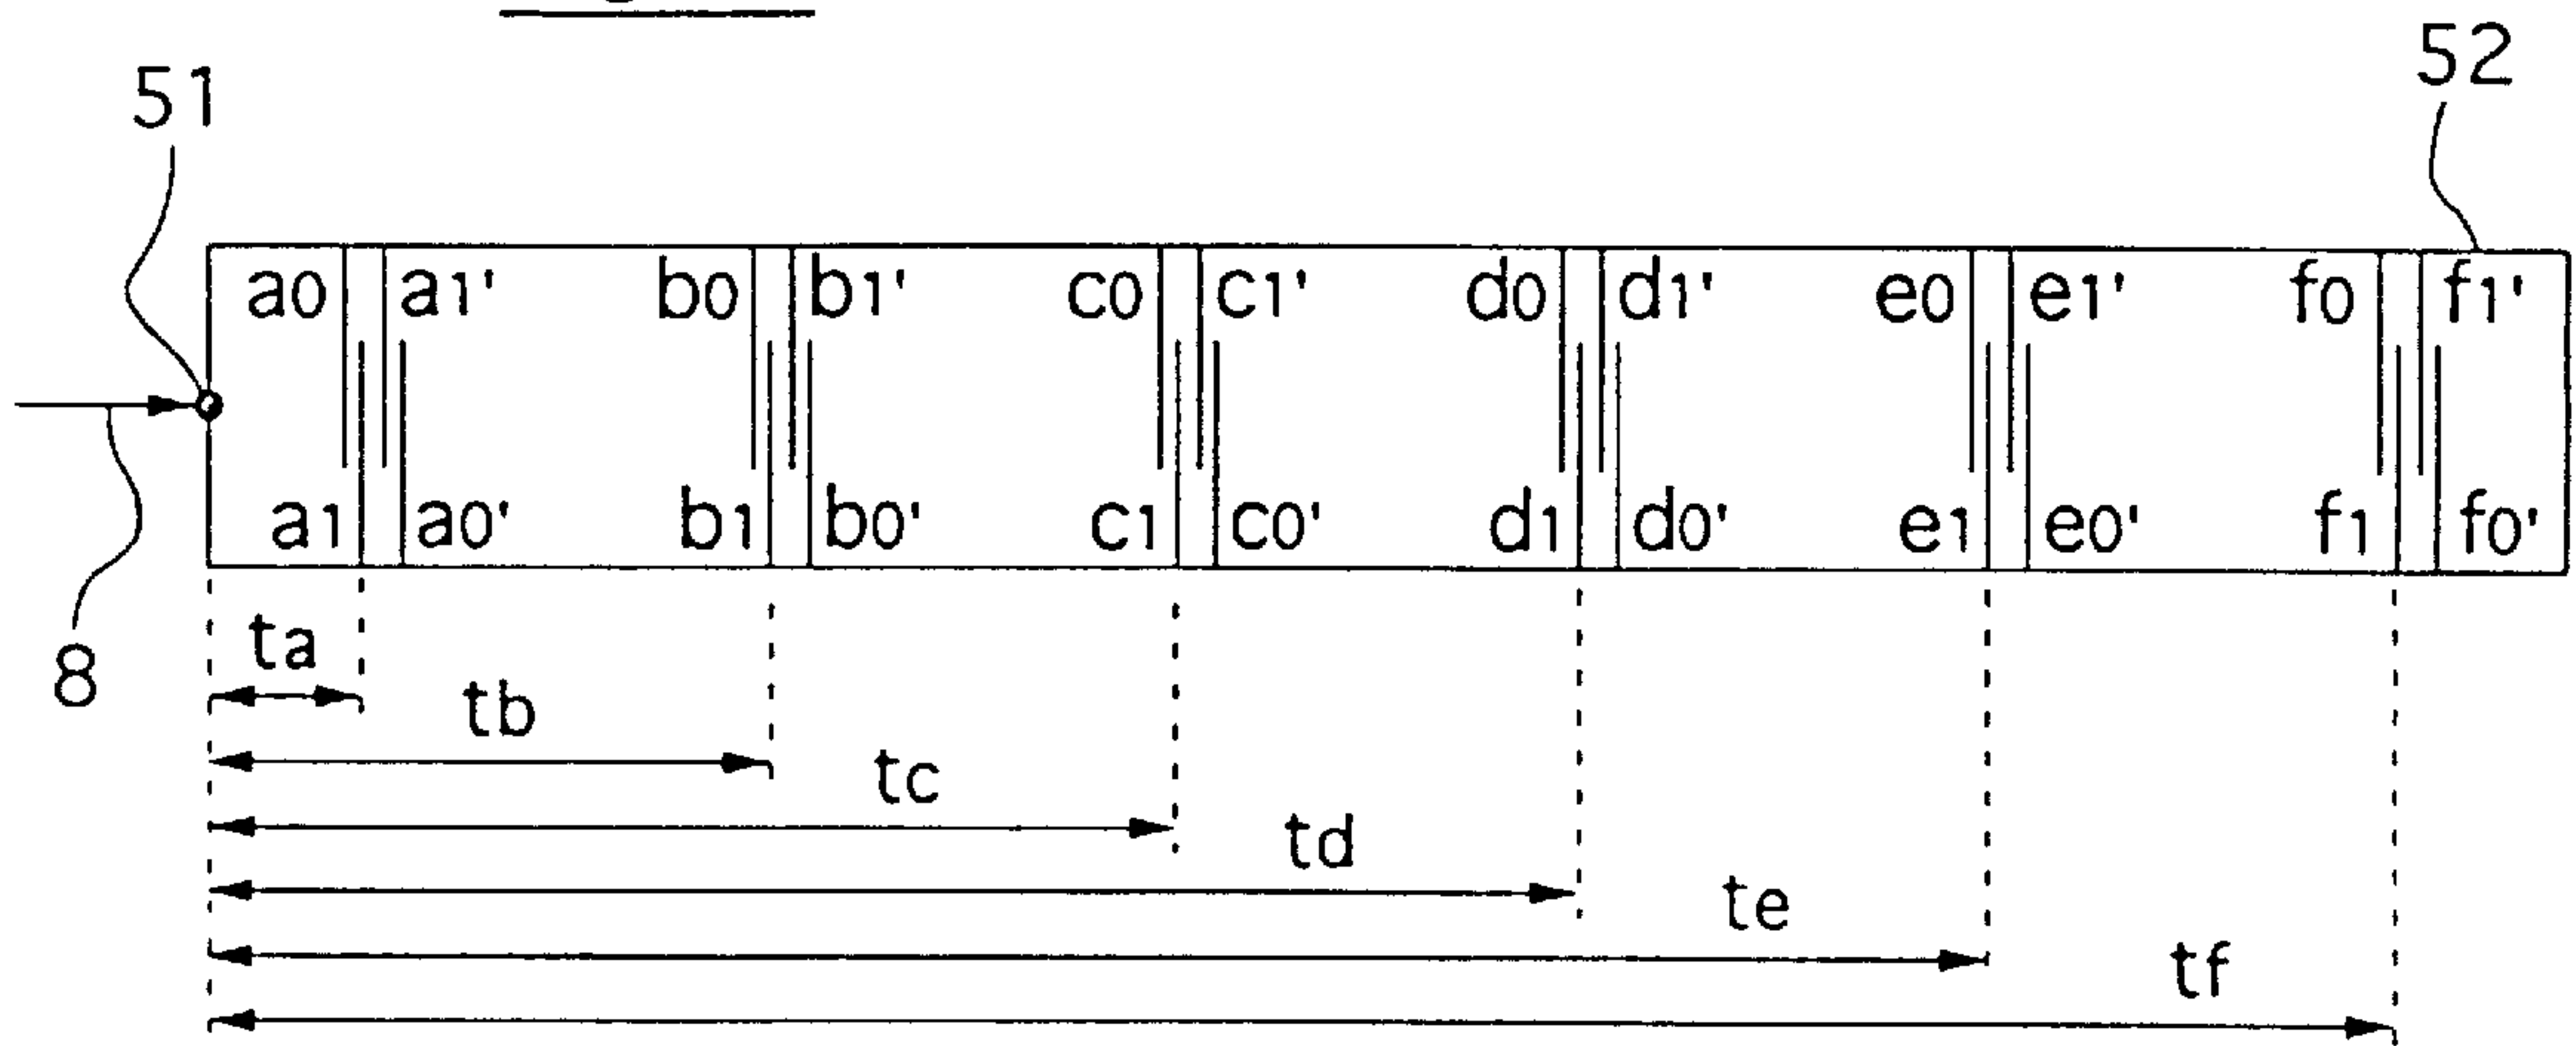 51 52
a0 a1' b0 b1' c0 c1' d0 d1' e0 e1' f0 f1'
a1 a0' b1 b0' c1 c0' d1 d0' e1 e0' f1 f0'
8
ta
tb
tc
td
te
tf